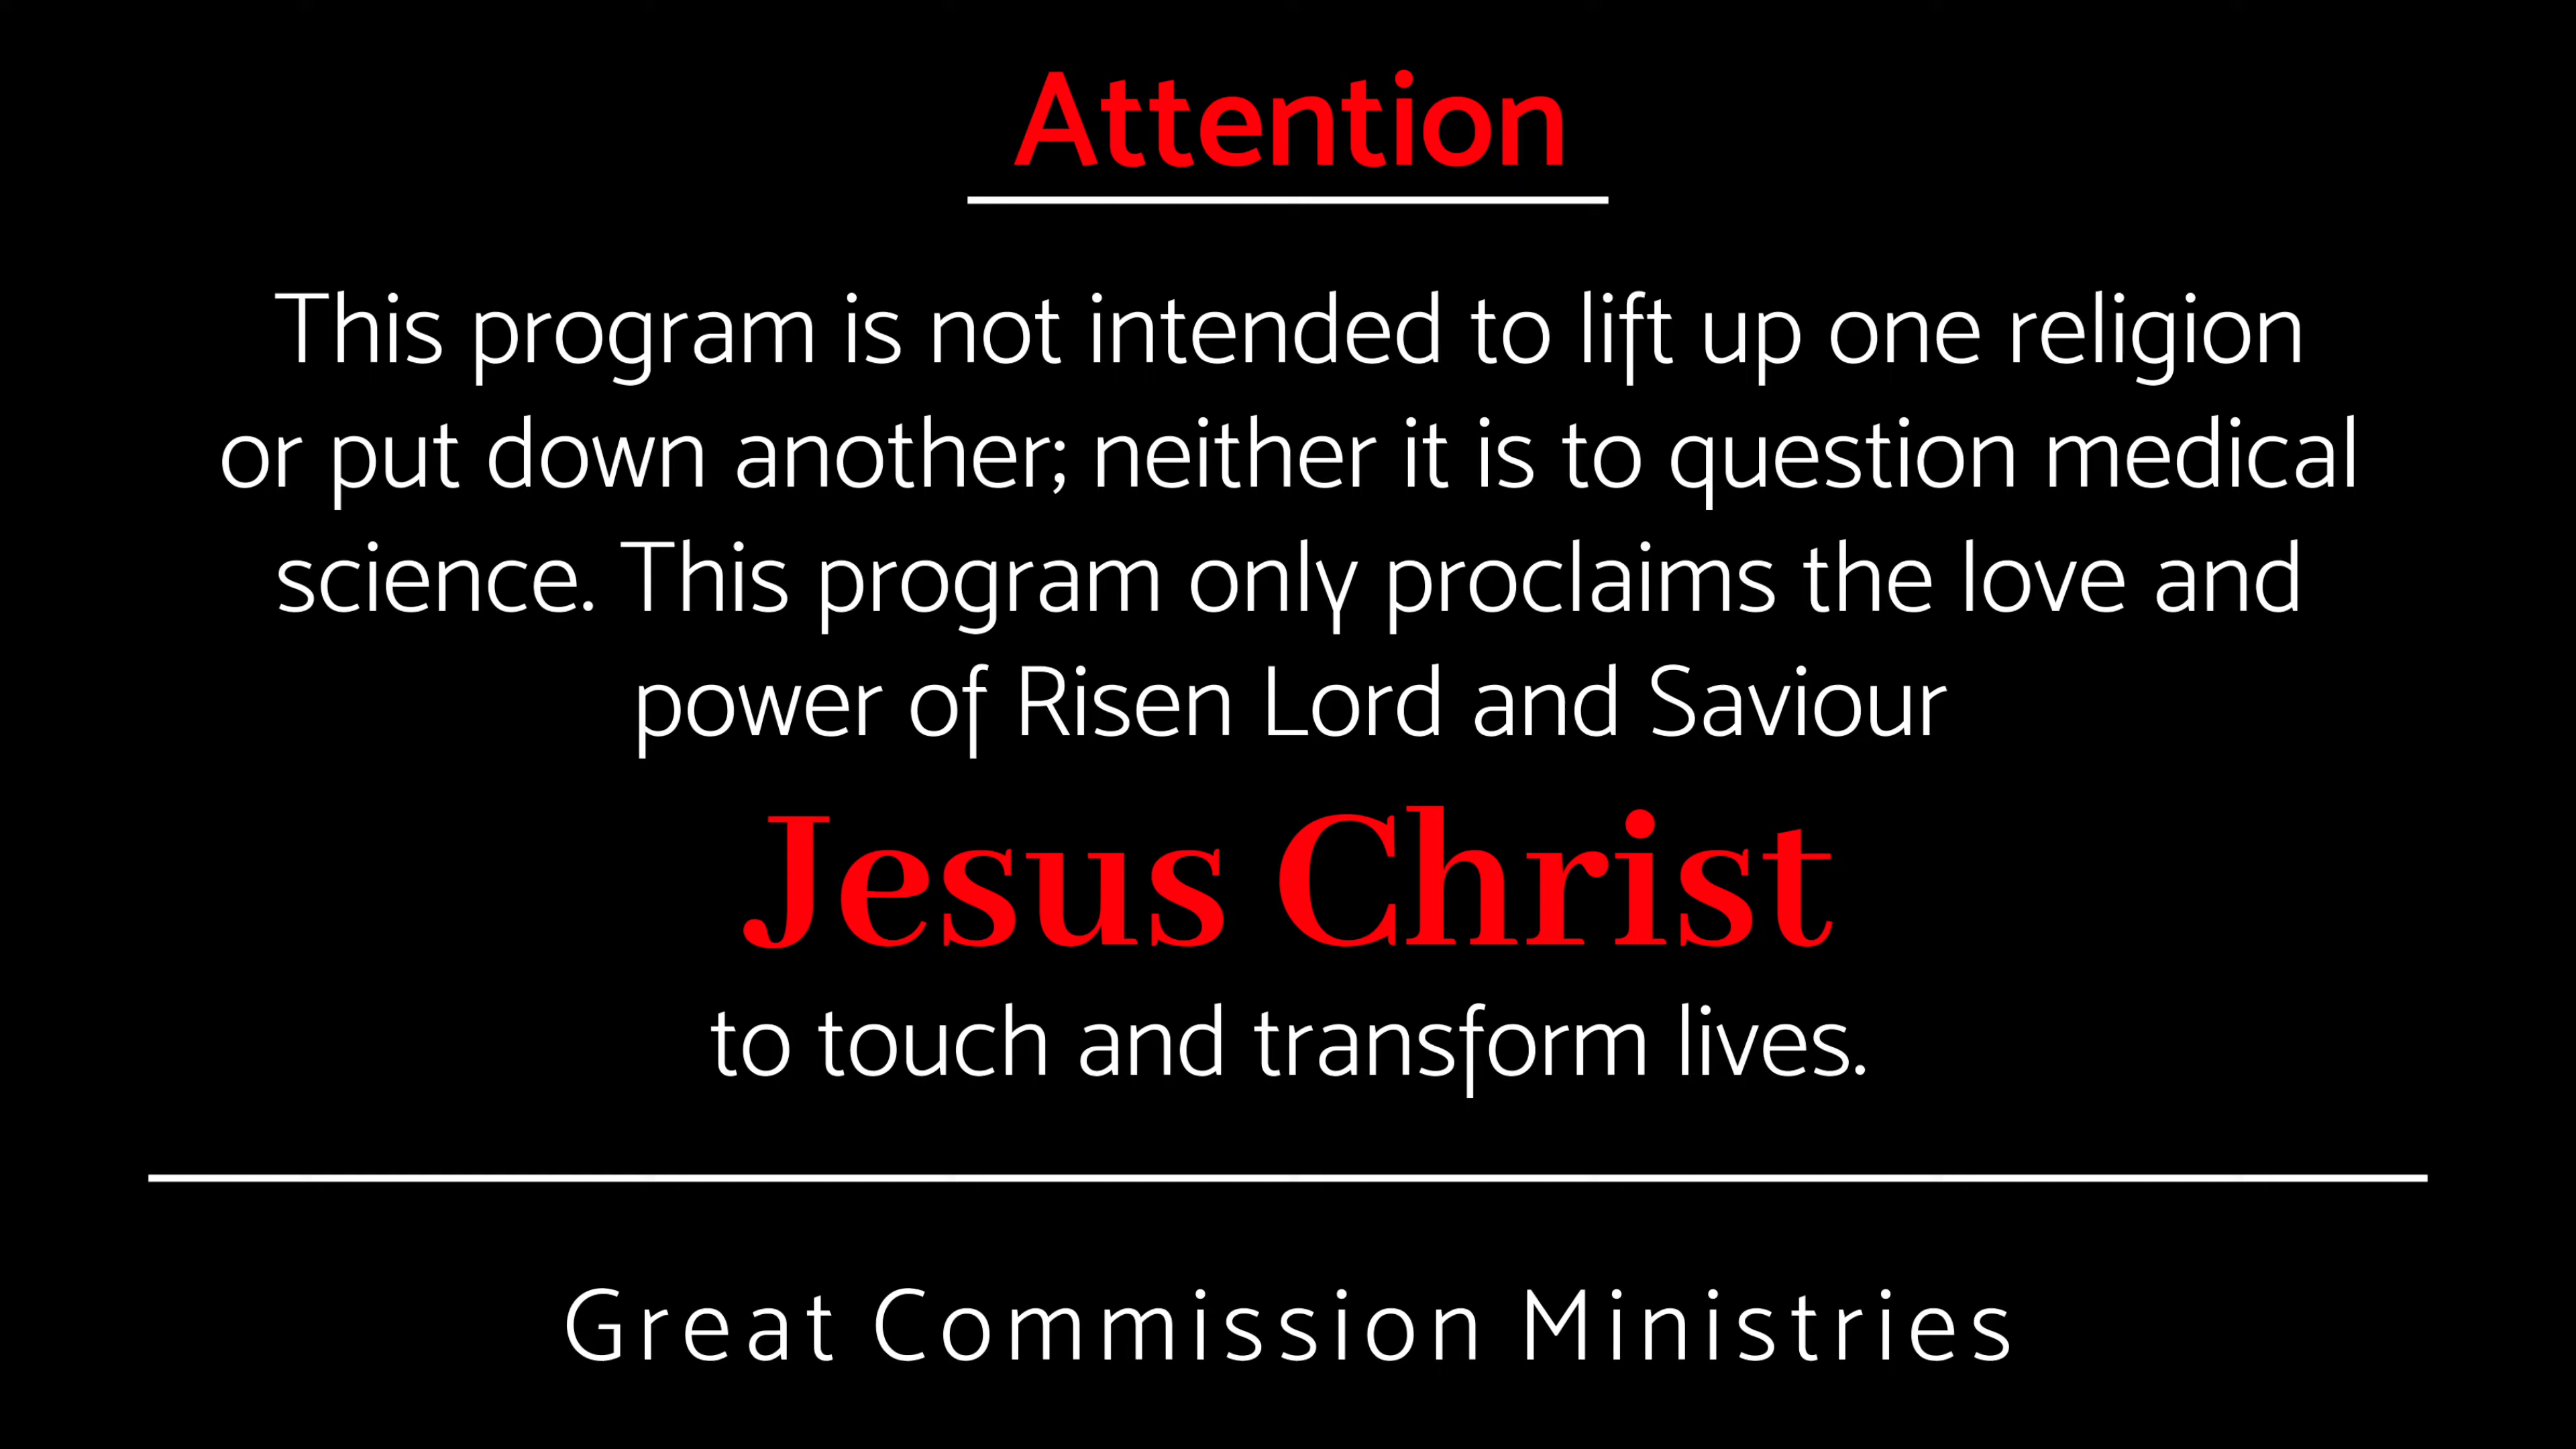 Attention
This program is not intended to lift up one religion
or put down another; neither it is to question medical
science. This program only proclaims the love and
power of Risen Lord and Saviour
Jesus Christ
to touch and transform lives.
Great Commission Ministries